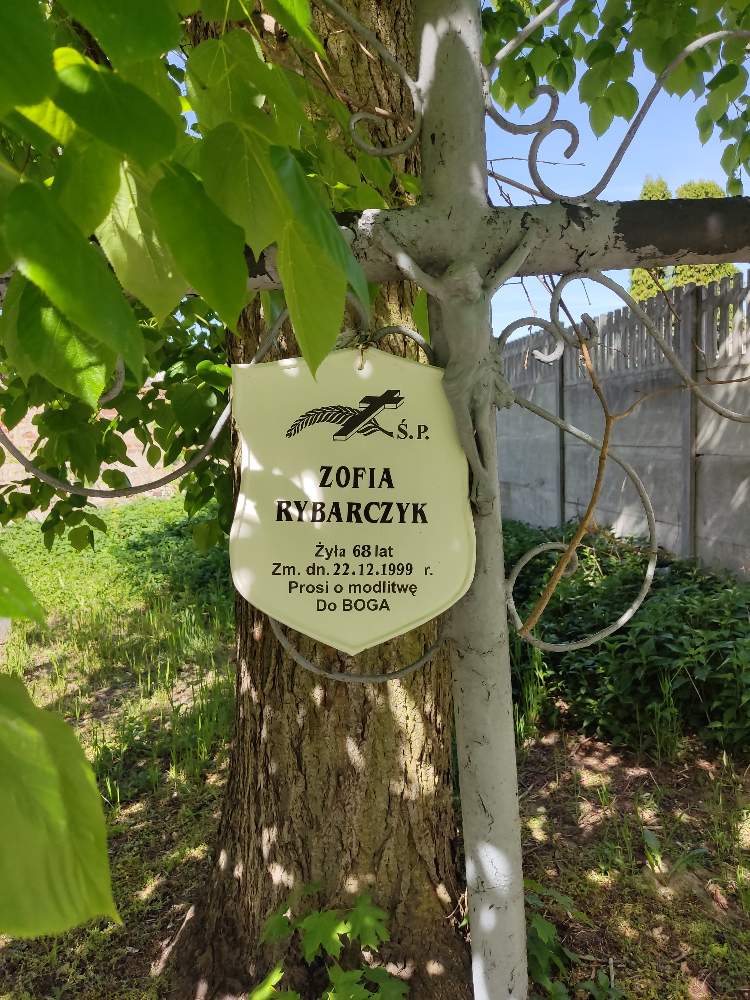 Ś.P.
ZOFIA
RYBARCZYK
Żyła 68 lat
Zm. dn. 22.12.1999 r.
Prosi o modlitwę
Do BOGA